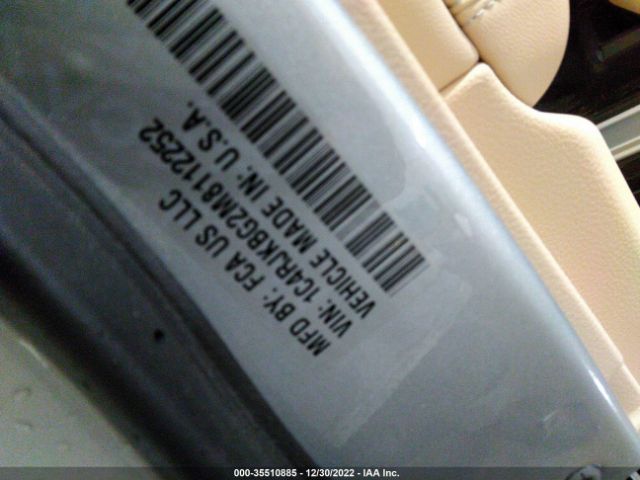 MFD BY: FCA US LLC
VIN: 1C4RJKBG2M8112252
VEHICLE MADE IN: U.S.A.
000-35510885 - 12/30/2022 - IAA Inc.